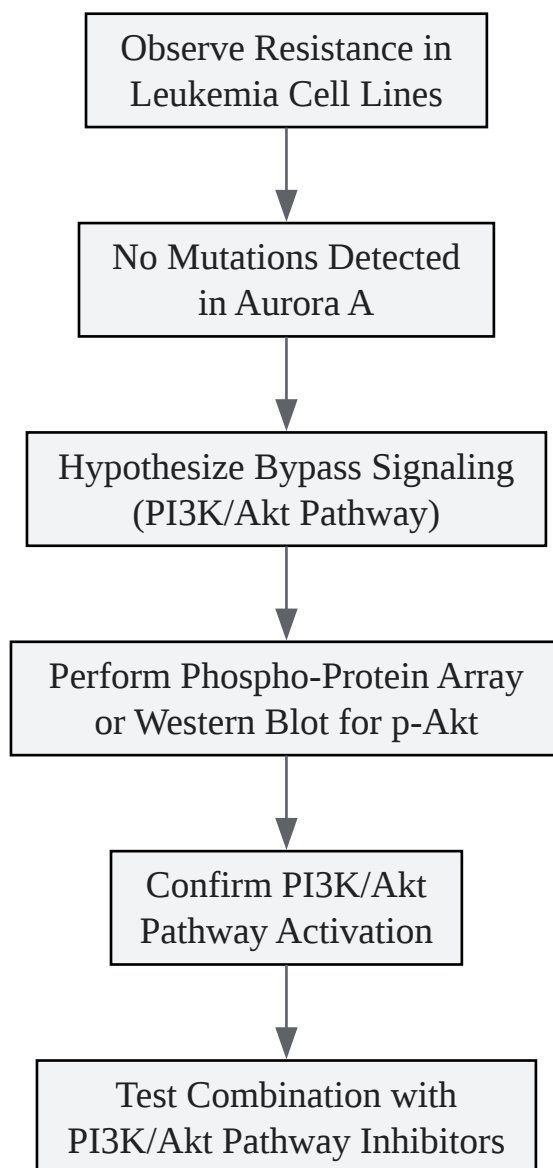 Observe Resistance in
Leukemia Cell Lines
No Mutations Detected
in Aurora A
Hypothesize Bypass Signaling
(PI3K/Akt Pathway)
Perform Phospho-Protein Array
or Western Blot for p-Akt
Confirm PI3K/Akt
Pathway Activation
Test Combination with
PI3K/Akt Pathway Inhibitors